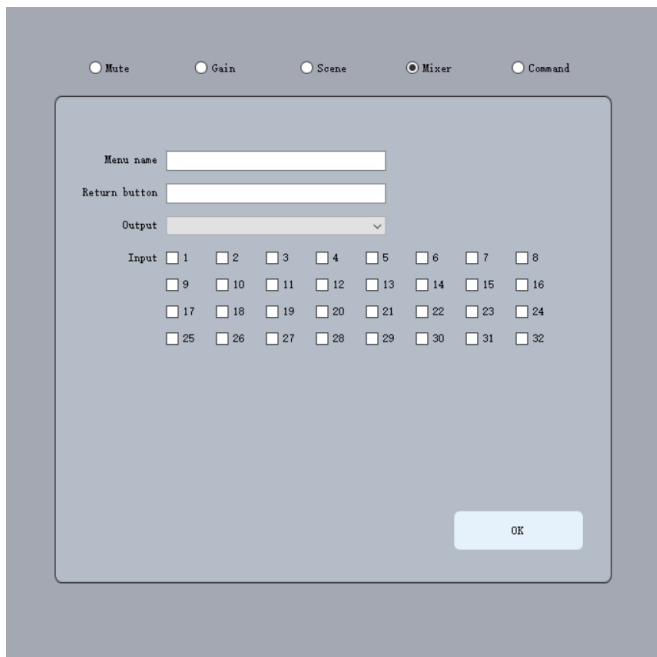 Mute Gain Scene Mixer Command
Menu name
Return button
Output
Input 1 2 3 4 5 6 7 8
9 10 11 12 13 14 15 16
17 18 19 20 21 22 23 24
25 26 27 28 29 30 31 32
OK